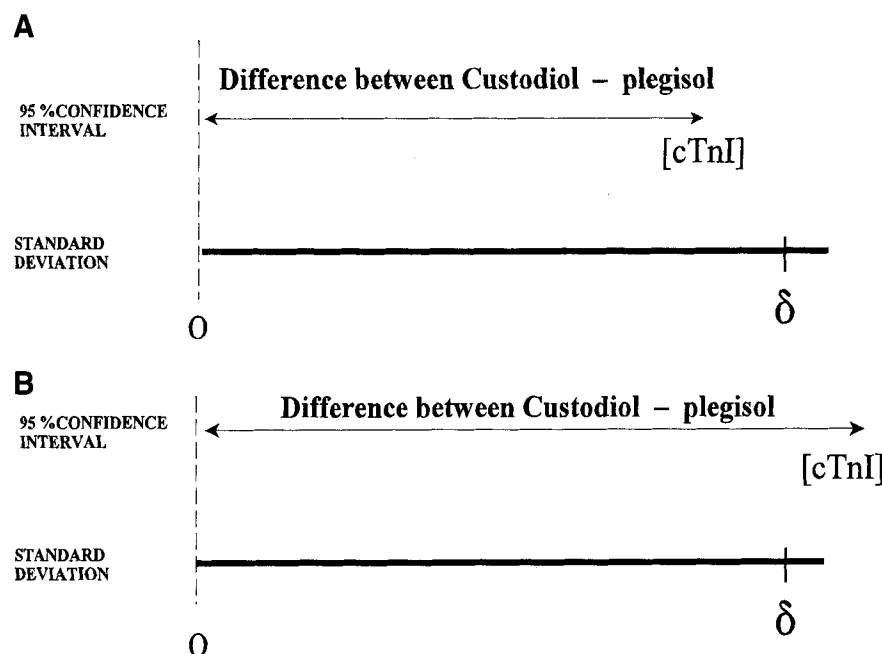 A
Difference between Custodiol – plegisol
95 %CONFIDENCE
INTERVAL
[cTnI]
STANDARD
DEVIATION
δ
0
B
Difference between Custodiol – plegisol
95 %CONFIDENCE
INTERVAL
[cTnI]
STANDARD
DEVIATION
δ
0